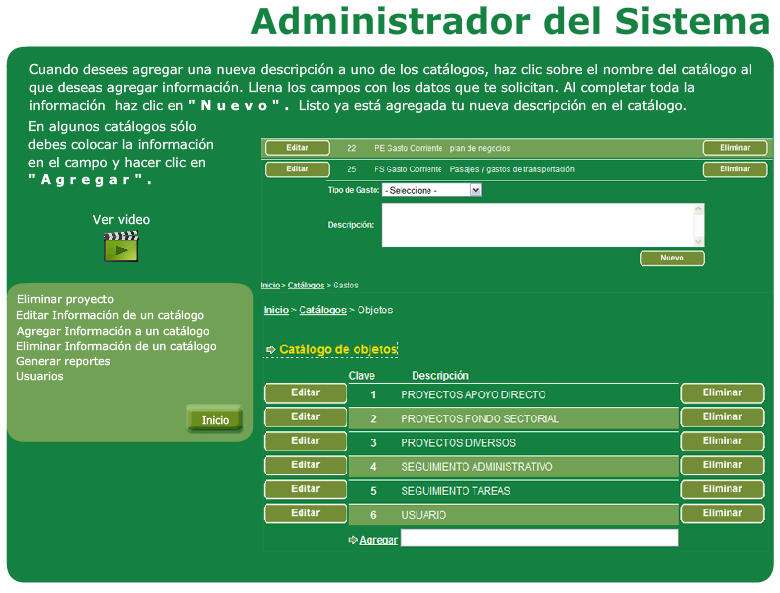 Administrador del Sistema
Cuando desees agregar una nueva descripción a uno de los catálogos, haz clic sobre el nombre del catálogo al
que deseas agregar información. Llena los campos con los datos que te solicitan. Al completar toda la
información haz clic en "Nuevo". Listo ya está agregada tu nueva descripción en el catálogo.
En algunos catálogos sólo
debes colocar la información
en el campo y hacer clic en
"Agregar".
Ver video
Editar 22 PE Gasto Corriente plan de negocios Eliminar
Editar 25 FS Gasto Corriente Pasajes / gastos de transportación Eliminar
Tipo de Gasto: - Seleccione -
Descripción:
Nuevo
Inicio > Catálogos > Gastos
Eliminar proyecto
Editar Información de un catálogo
Agregar Información a un catálogo
Eliminar Información de un catálogo
Generar reportes
Usuarios
Inicio
Inicio > Catálogos > Objetos
Catálogo de objetos
Clave Descripción
Editar 1 PROYECTOS APOYO DIRECTO Eliminar
Editar 2 PROYECTOS FONDO SECTORIAL Eliminar
Editar 3 PROYECTOS DIVERSOS Eliminar
Editar 4 SEGUIMIENTO ADMINISTRATIVO Eliminar
Editar 5 SEGUIMIENTO TAREAS Eliminar
Editar 6 USUARIO Eliminar
Agregar